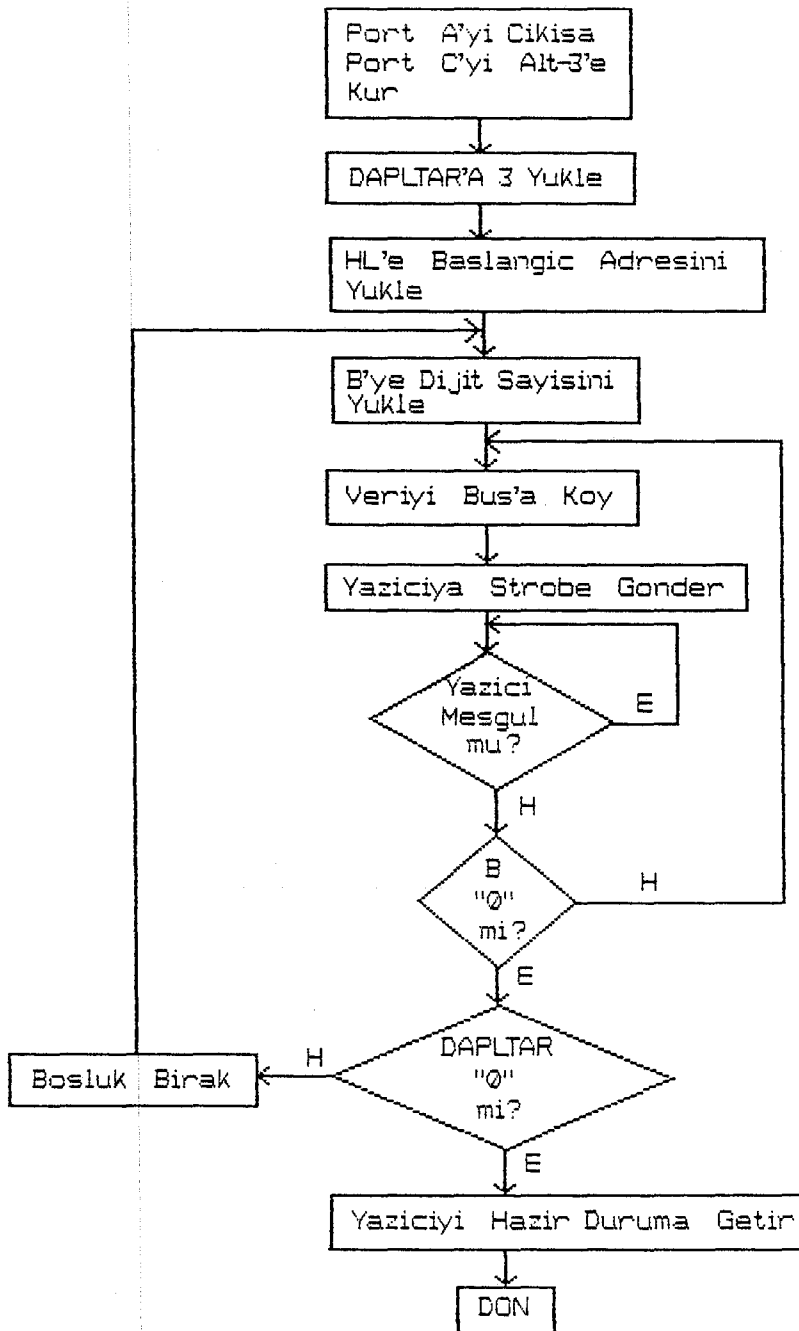 Port A'yi Cikisa
Port C'yi Alt-3'e
Kur
DAPLTAR'A 3 Yukle
HL'e Baslangic Adresini
Yukle
B'ye Dijit Sayisini
Yukle
Veriyi Bus'a Koy
Yaziciya Strobe Gonder
Yazici
Mesgul
mu?
E
H
B
"0"
mi?
H
E
DAPLTAR
"0"
mi?
H
Bosluk Birak
E
Yaziciyi Hazir Duruma Getir
DON